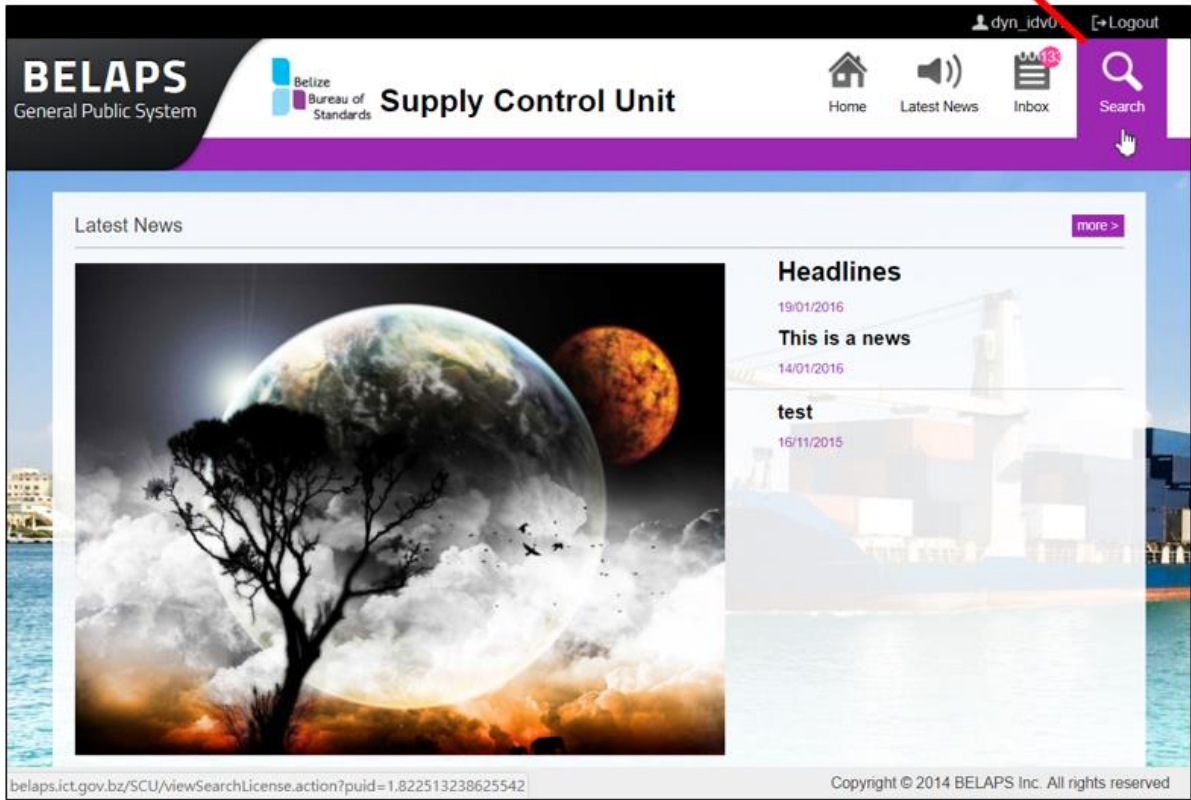 Logout
BELAPS
General Public System
Belize
Bureau of
Standards
Supply Control Unit
Home
Latest News
Inbox
Search
Latest News
more >
Headlines
19/01/2016
This is a news
14/01/2016
test
16/11/2015
belaps.ict.gov.bz/SCU/viewSearchLicense.action?puid=1.822513238625542
Copyright © 2014 BELAPS Inc. All rights reserved